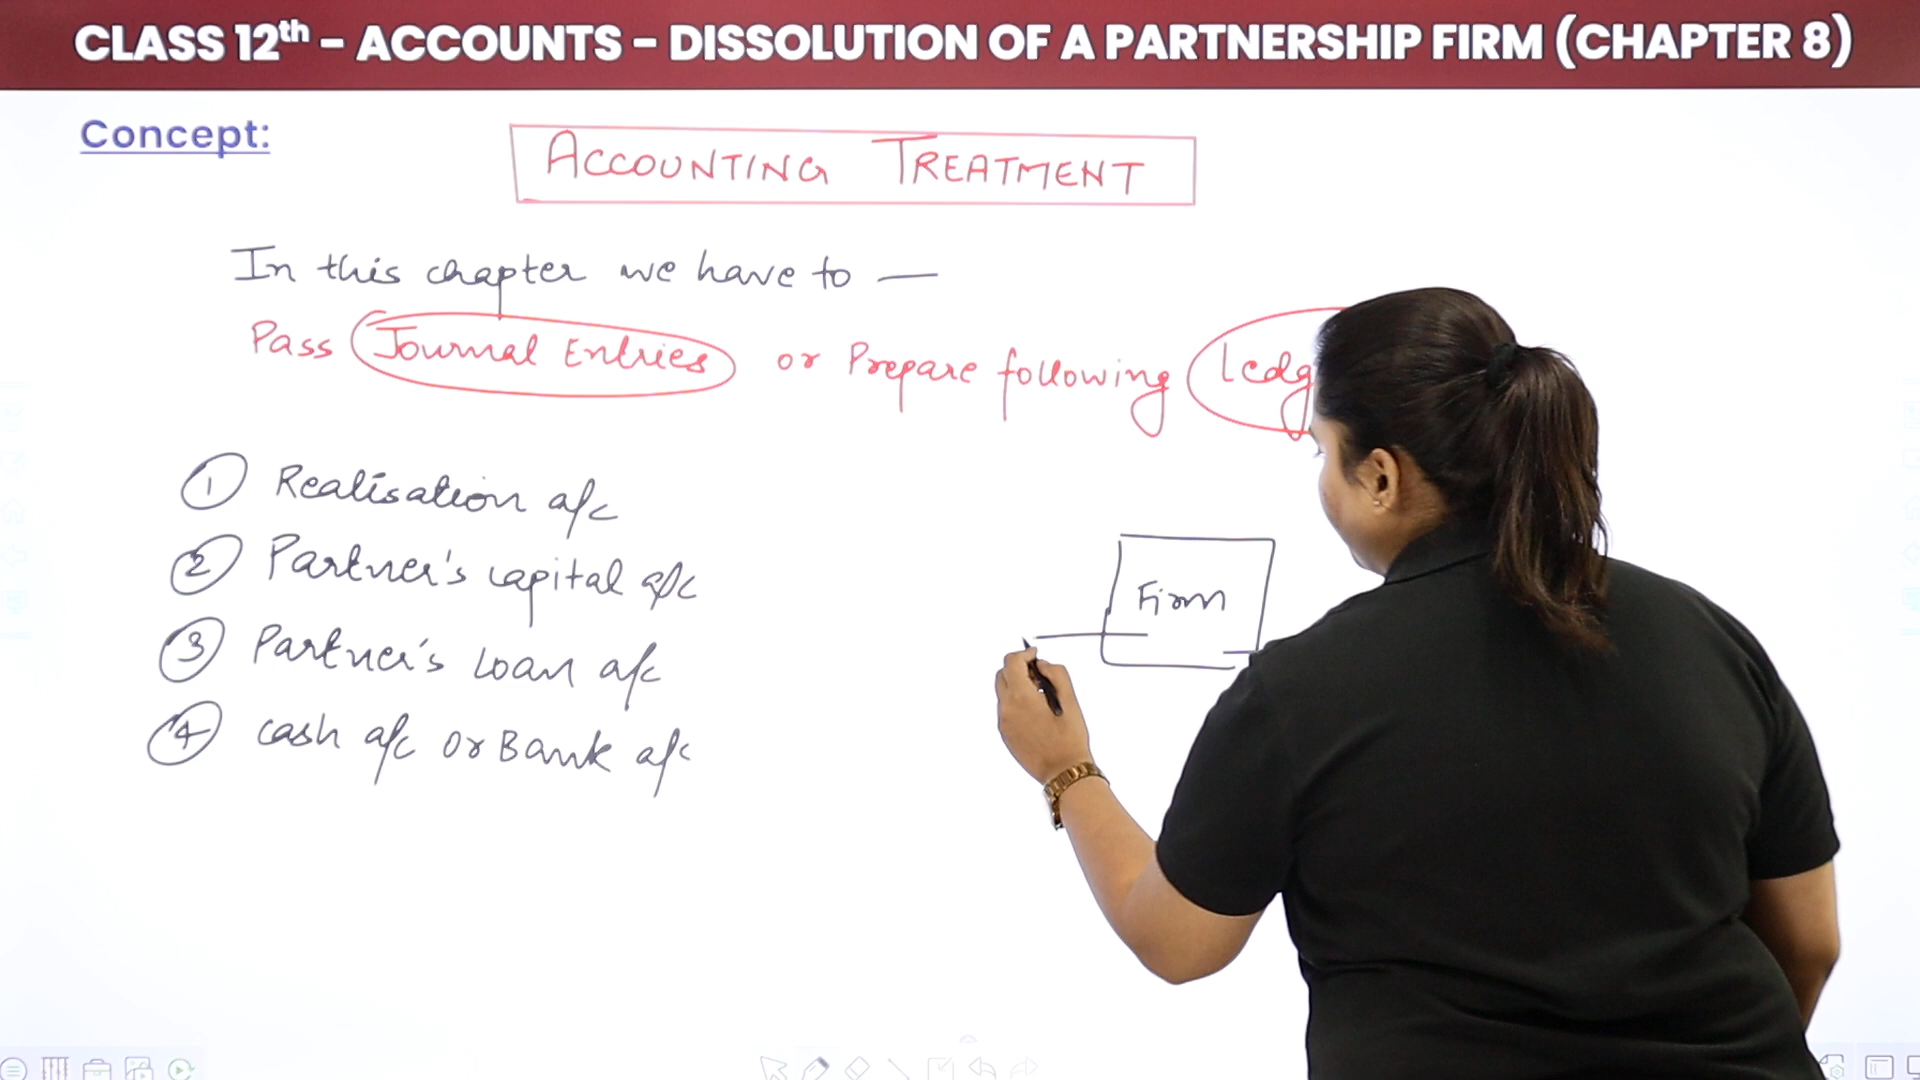 CLASS 12th - ACCOUNTS - DISSOLUTION OF A PARTNERSHIP FIRM (CHAPTER 8)
Concept:
ACCOUNTING TREATMENT
In this chapter we have to —
Pass Journal Entries or Prepare following
① Realisation a/c
② Partner's capital a/c
③ Partner's Loan a/c
④ cash a/c or Bank a/c
Firm